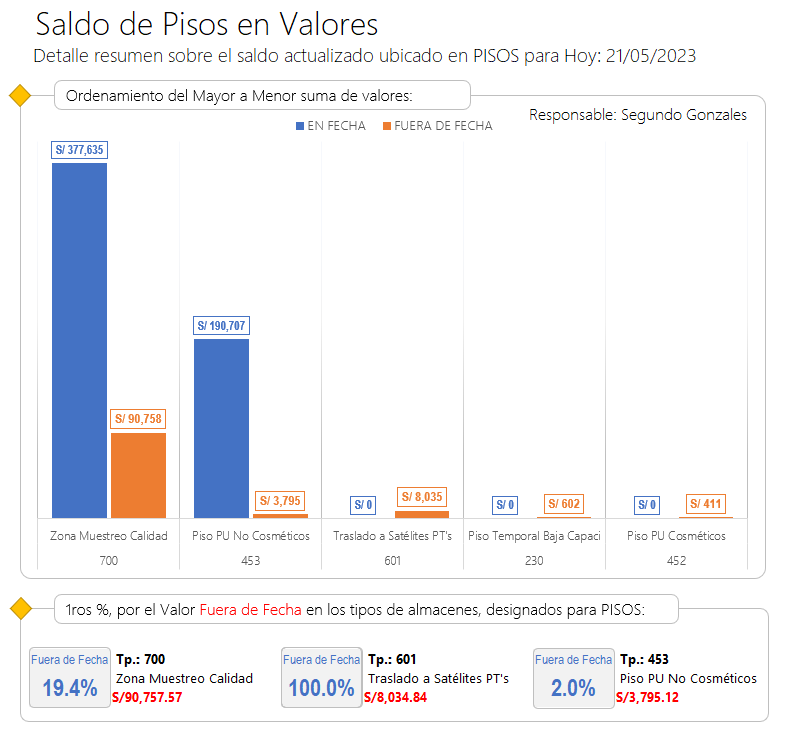 Saldo de Pisos en Valores
Detalle resumen sobre el saldo actualizado ubicado en PISOS para Hoy: 21/05/2023
Ordenamiento del Mayor a Menor suma de valores:
Responsable: Segundo Gonzales
EN FECHA FUERA DE FECHA
S/ 377,635
S/ 190,707
S/ 90,758
S/ 3,795
S/ 0
S/ 8,035
S/ 0
S/ 602
S/ 0
S/ 411
Zona Muestreo Calidad Piso PU No Cosméticos Traslado a Satélites PT's Piso Temporal Baja Capaci Piso PU Cosméticos
700 453 601 230 452
1ros %, por el Valor Fuera de Fecha en los tipos de almacenes, designados para PISOS:
Fuera de Fecha
19.4%
Tp.: 700
Zona Muestreo Calidad
S/90,757.57
Fuera de Fecha
100.0%
Tp.: 601
Traslado a Satélites PT's
S/8,034.84
Fuera de Fecha
2.0%
Tp.: 453
Piso PU No Cosméticos
S/3,795.12